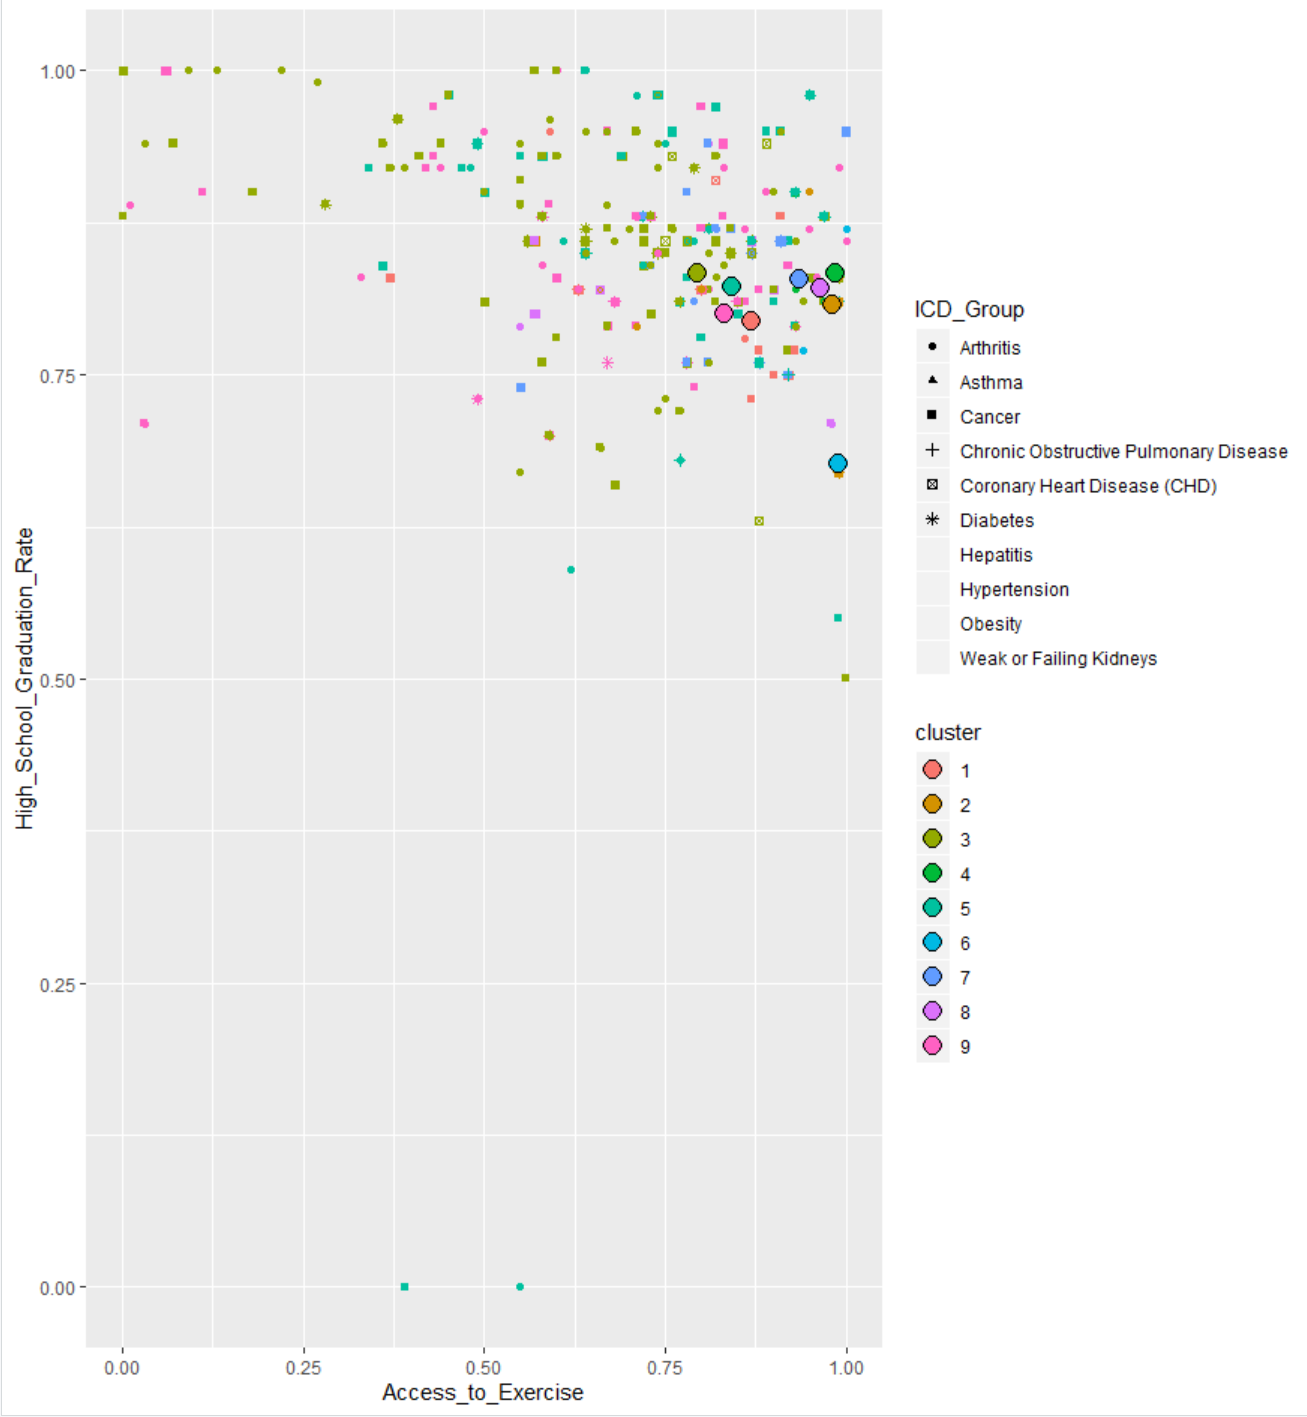 1.00
0.75
0.50
0.25
0.00
High_School_Graduation_Rate
0.00 0.25 0.50 0.75 1.00
Access_to_Exercise
ICD_Group
Arthritis
Asthma
Cancer
Chronic Obstructive Pulmonary Disease
Coronary Heart Disease (CHD)
Diabetes
Hepatitis
Hypertension
Obesity
Weak or Failing Kidneys
cluster
1
2
3
4
5
6
7
8
9